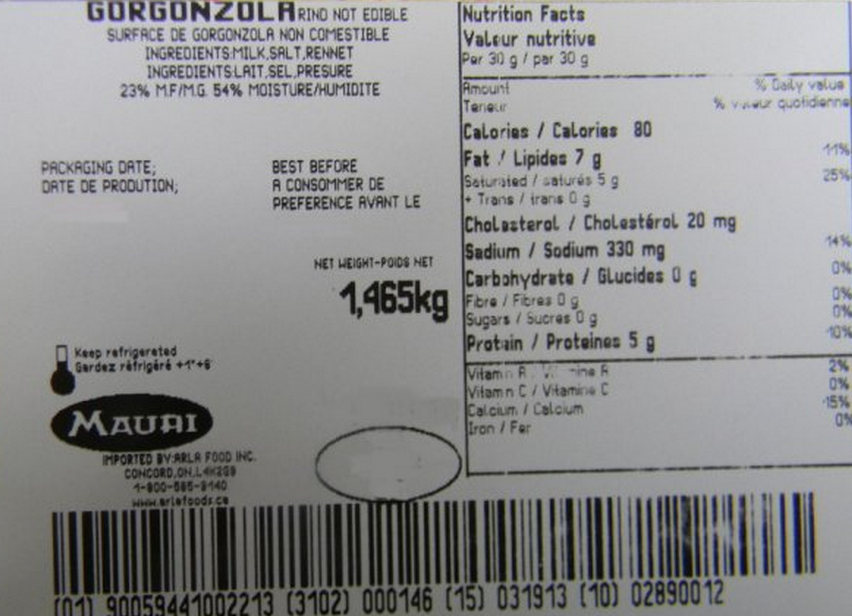 GORGONZOLA RIND NOT EDIBLE
SURFACE DE GORGONZOLA NON COMESTIBLE
INGREDIENTS:MILK,SALT,RENNET
INGREDIENTS:LAIT,SEL,PRESURE
23% M.F/M.G. 54% MOISTURE/HUMIDITE
PACKAGING DATE;
DATE DE PRODUTION;
BEST BEFORE
A CONSOMMER DE
PREFERENCE AVANT LE
NET WEIGHT-POIDS NET
1,465kg
Keep refrigerated
Gardez réfrigéré +1°+6°
MAURI
IMPORTED BY:ARLA FOOD INC.
CONCORD,ON,
www.arlafoods.ca
Nutrition Facts
Valeur nutritive
Per 30 g / par 30 g
Amount % Daily value
Teneur % valeur quotidienne
Calories / Calories 80
Fat / Lipides 7 g 11%
Saturated / saturés 5 g 25%
+ Trans / trans 0 g
Cholesterol / Cholestérol 20 mg
Sadium / Sodium 330 mg 14%
Carbohydrate / Glucides 0 g 0%
Fibre / Fibres 0 g 0%
Sugars / Sucres 0 g 0%
Protein / Proteines 5 g 10%
Vitamin A / Vitamine A 2%
Vitamin C / Vitamine C 0%
Calcium / Calcium 15%
Iron / Fer 0%
(01) 90059441002213 (3102) 000146 (15) 031913 (10) 02890012